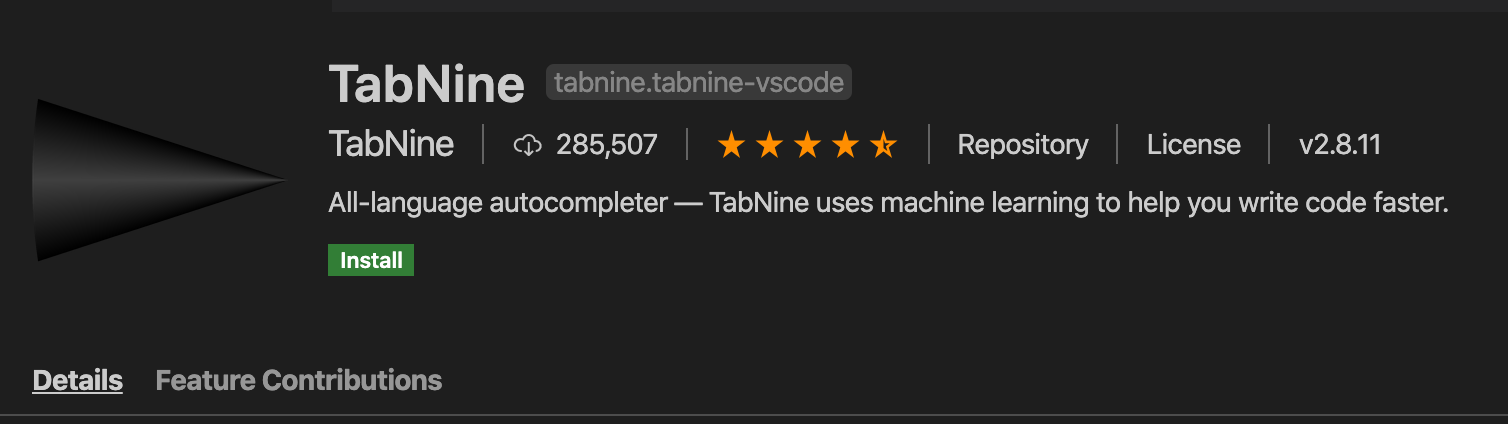 TabNine tabnine.tabnine-vscode
TabNine 285,507 Repository License v2.8.11
All-language autocompleter — TabNine uses machine learning to help you write code faster.
Install
Details Feature Contributions